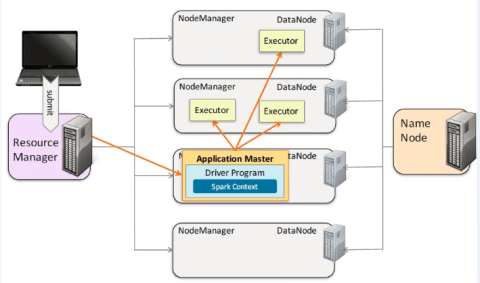 submit
Resource
Manager
NodeManager DataNode
Executor
NodeManager DataNode
Executor Executor
N DataNode
Application Master
Driver Program
Spark Context
NodeManager DataNode
Name
Node